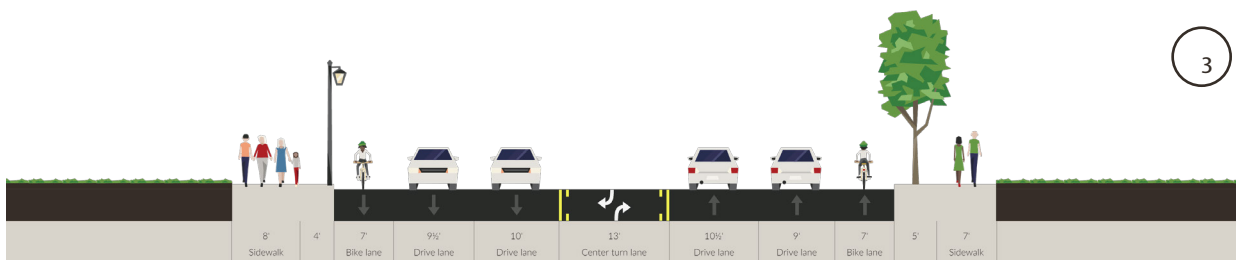 3
8' 4' 7' 9½' 10' 13' 10½' 9' 7' 5' 7'
Sidewalk Bike lane Drive lane Drive lane Center turn lane Drive lane Drive lane Bike lane Sidewalk